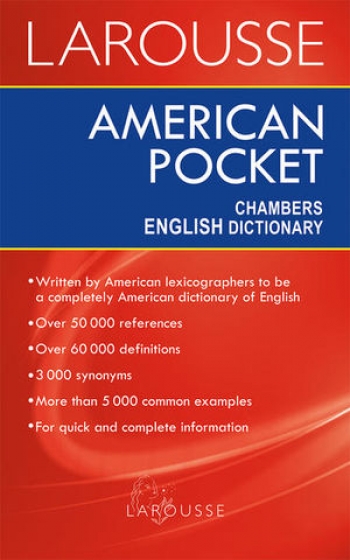 LAROUSSE
AMERICAN
POCKET
CHAMBERS
ENGLISH DICTIONARY
• Written by American lexicographers to be
a completely American dictionary of English
• Over 50 000 references
• Over 60 000 definitions
• 3 000 synonyms
• More than 5 000 common examples
• For quick and complete information
LAROUSSE